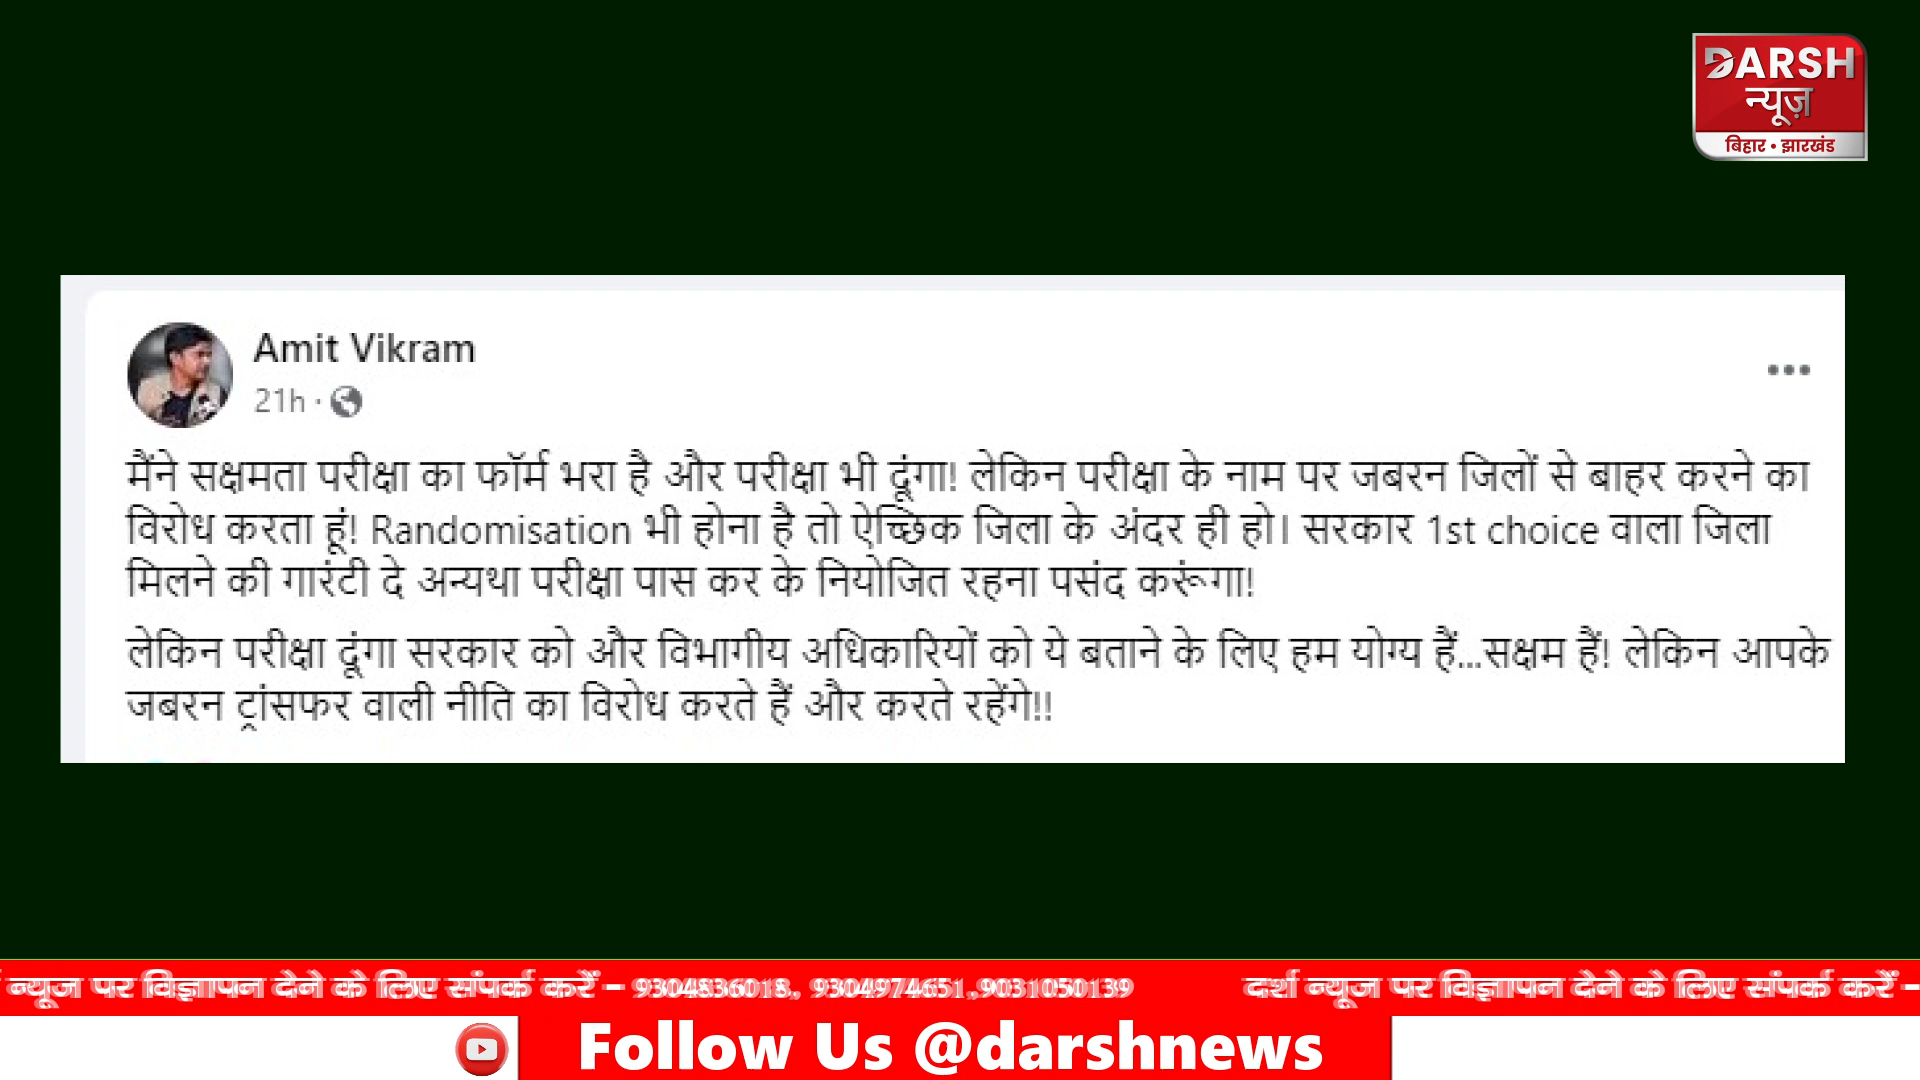 DARSH
न्यूज़
बिहार • झारखंड
Amit Vikram
21h ·
मैंने सक्षमता परीक्षा का फॉर्म भरा है और परीक्षा भी दूंगा! लेकिन परीक्षा के नाम पर जबरन जिलों से बाहर करने का
विरोध करता हूं! Randomisation भी होना है तो ऐच्छिक जिला के अंदर ही हो। सरकार 1st choice वाला जिला
मिलने की गारंटी दे अन्यथा परीक्षा पास कर के नियोजित रहना पसंद करूंगा!
लेकिन परीक्षा दूंगा सरकार को और विभागीय अधिकारियों को ये बताने के लिए हम योग्य हैं...सक्षम हैं! लेकिन आपके
जबरन ट्रांसफर वाली नीति का विरोध करते हैं और करते रहेंगे!!
न्यूज पर विज्ञापन देने के लिए संपर्क करें – 9304836018, 9304974651,9031050139 दर्श न्यूज पर विज्ञापन देने के लिए संपर्क करें –
Follow Us @darshnews